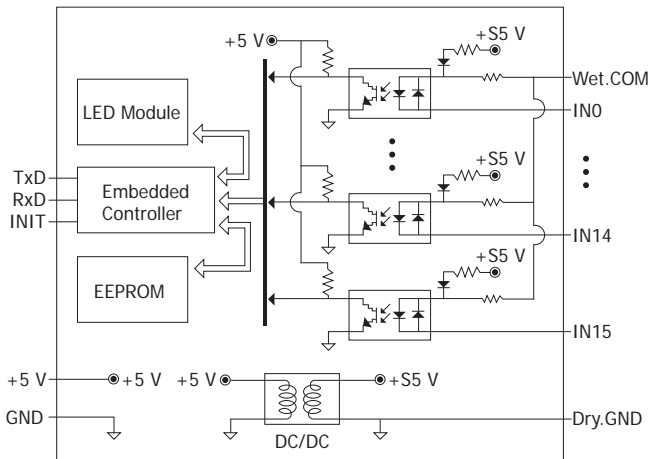 +5 V
+S5 V
Wet.COM
IN0
LED Module
TxD
RxD
INIT
Embedded
Controller
+S5 V
IN14
EEPROM
+S5 V
IN15
+5 V
+5 V
+5 V
+S5 V
GND
Dry.GND
DC/DC